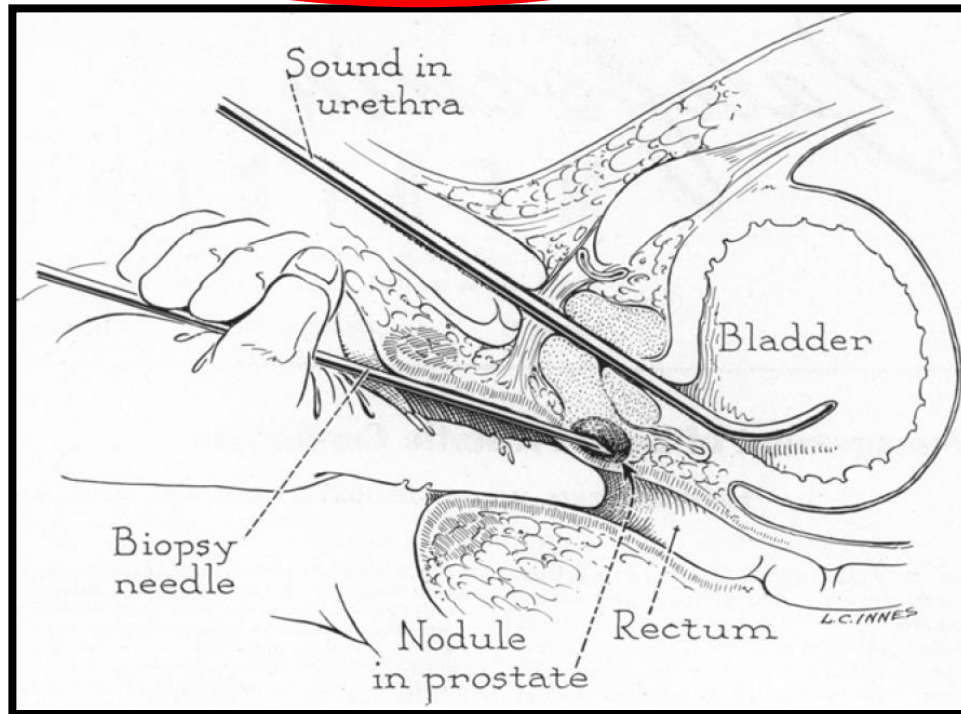 Sound in
urethra
Bladder
Biopsy
needle
Nodule
in prostate
Rectum
L.C. INNES